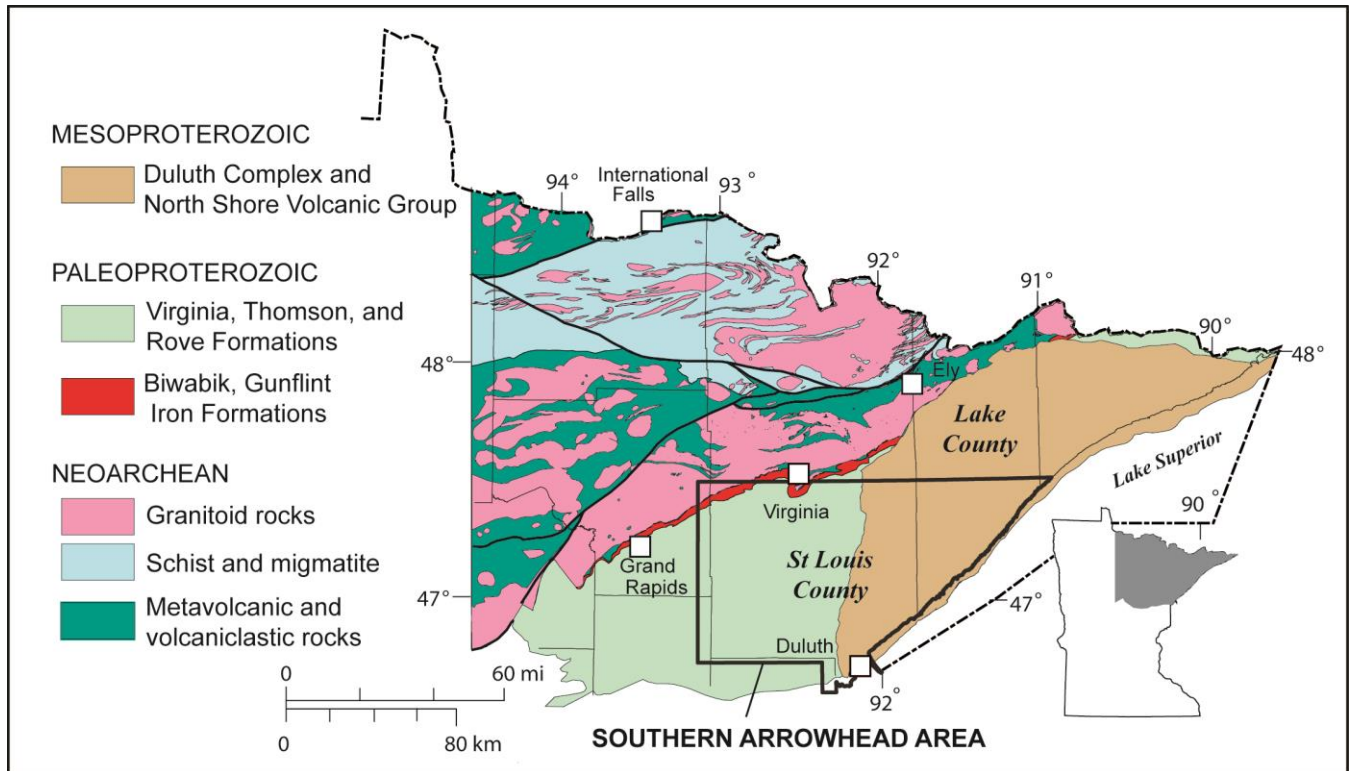 MESOPROTEROZOIC
Duluth Complex and
North Shore Volcanic Group
PALEOPROTEROZOIC
Virginia, Thomson, and
Rove Formations
Biwabik, Gunflint
Iron Formations
NEOARCHEAN
Granitoid rocks
Schist and migmatite
Metavolcanic and
volcaniclastic rocks
0 60 mi
0 80 km
94°
International
Falls
93°
92°
91°
90°
48°
48°
Ely
Lake
County
Lake Superior
Virginia
90°
Grand
Rapids
St Louis
County
47°
47°
Duluth
92°
SOUTHERN ARROWHEAD AREA